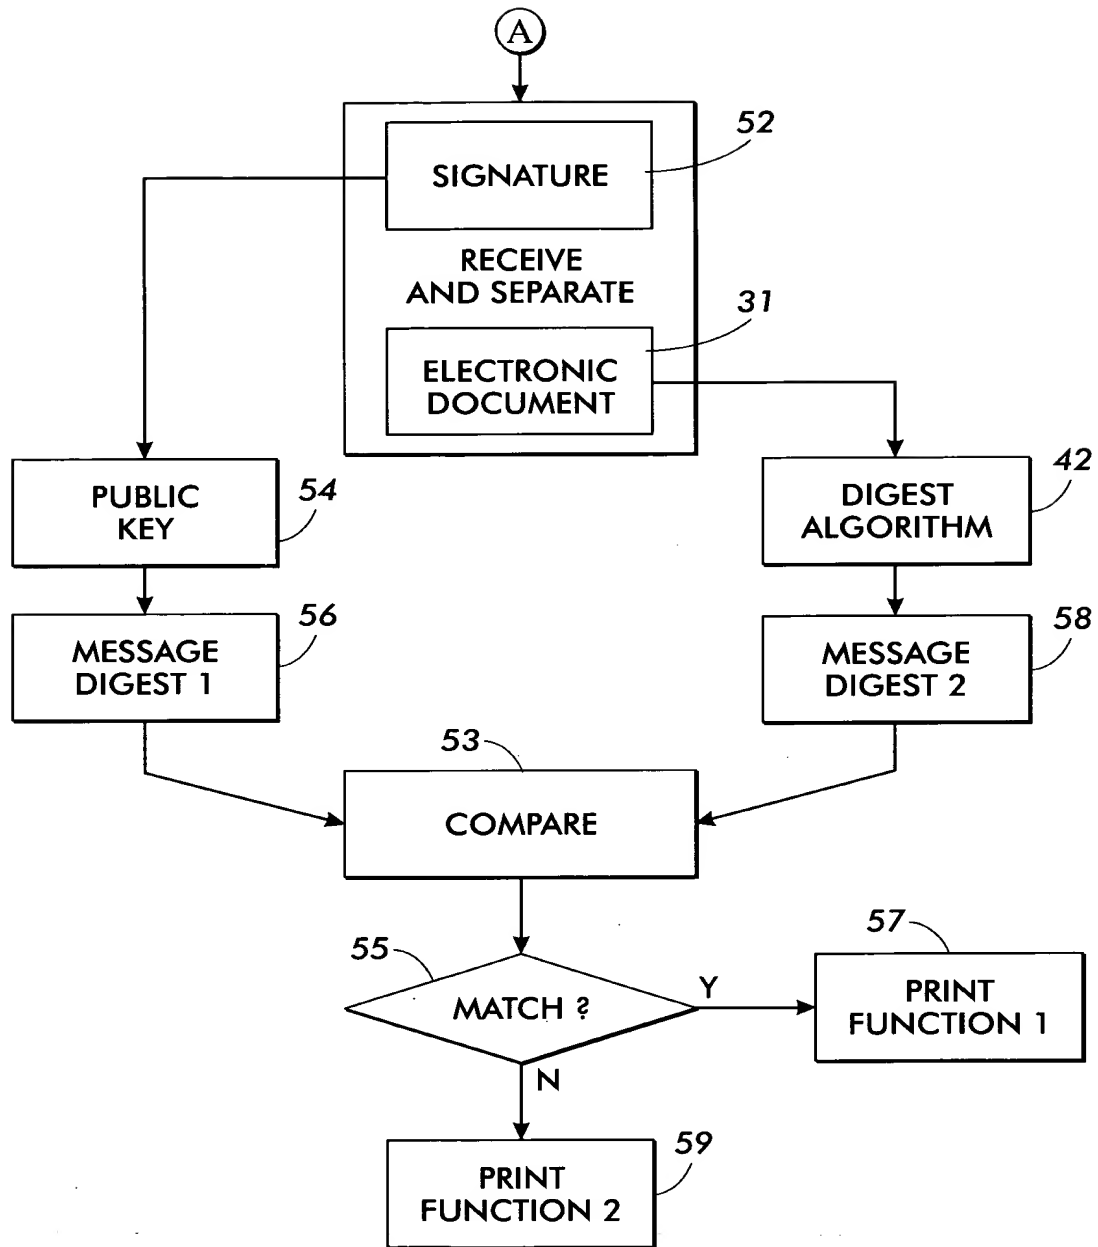 A
SIGNATURE
52
RECEIVE
AND SEPARATE
31
ELECTRONIC
DOCUMENT
PUBLIC
KEY
54
DIGEST
ALGORITHM
42
MESSAGE
DIGEST 1
56
MESSAGE
DIGEST 2
58
53
COMPARE
55
MATCH ?
Y
57
PRINT
FUNCTION 1
N
PRINT
FUNCTION 2
59